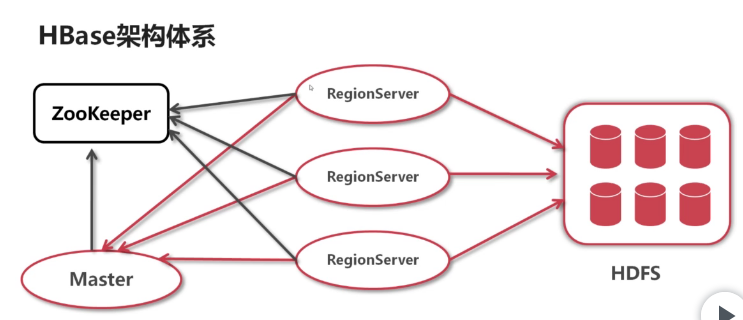 HBase架构体系
ZooKeeper
RegionServer
RegionServer
RegionServer
Master
HDFS